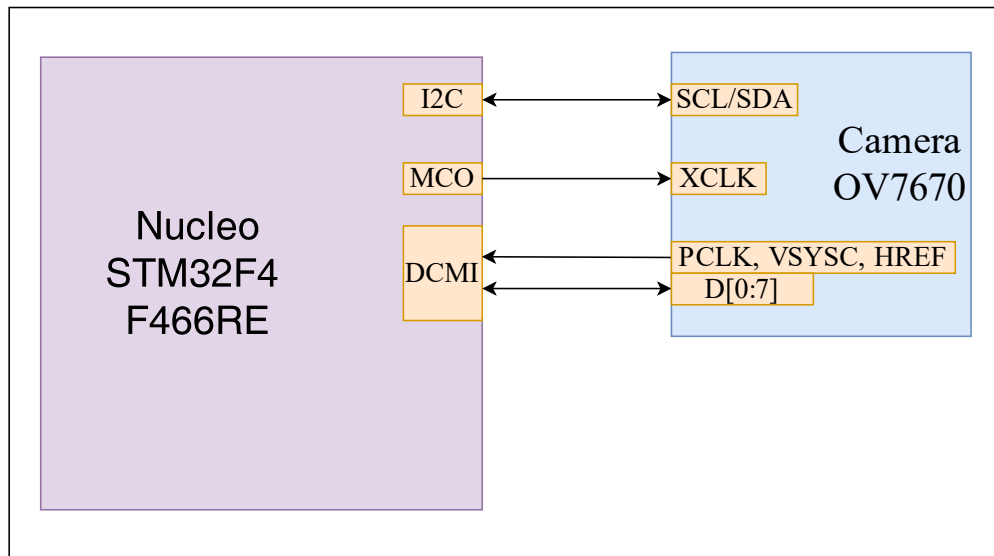 Nucleo
STM32F4
F466RE
I2C
MCO
DCMI
SCL/SDA
XCLK
PCLK, VSYSC, HREF
D[0:7]
Camera
OV7670